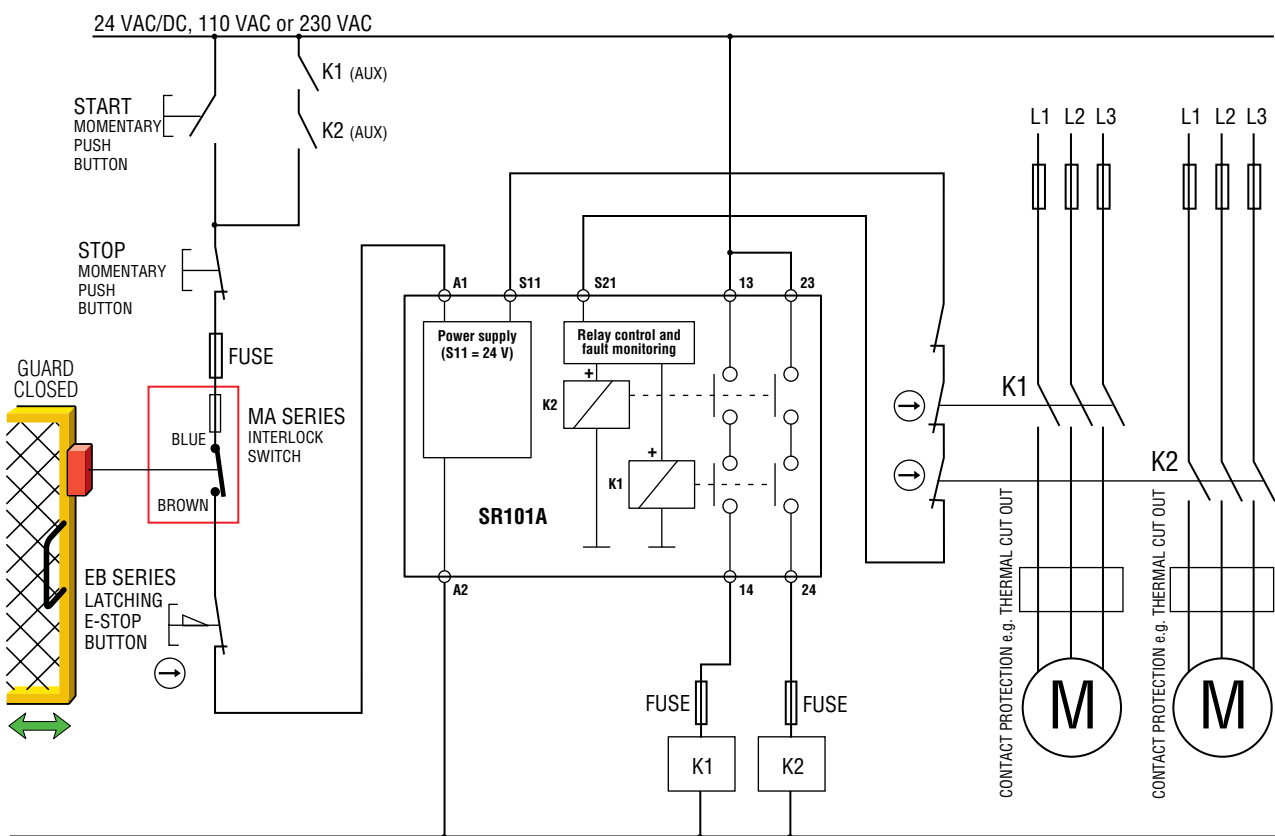 24 VAC/DC, 110 VAC or 230 VAC
K1 (AUX)
START
MOMENTARY
PUSH
BUTTON
K2 (AUX)
L1 L2 L3
L1 L2 L3
STOP
MOMENTARY
PUSH
BUTTON
A1
S11
S21
13
23
Power supply
(S11 = 24 V)
Relay control and
fault monitoring
FUSE
GUARD
CLOSED
MA SERIES
INTERLOCK
SWITCH
BLUE
BROWN
+
K2
+
K1
SR101A
K1
K2
EB SERIES
LATCHING
E-STOP
BUTTON
A2
14
24
CONTACT PROTECTION e.g. THERMAL CUT OUT
CONTACT PROTECTION e.g. THERMAL CUT OUT
FUSE
FUSE
K1
K2
M
M